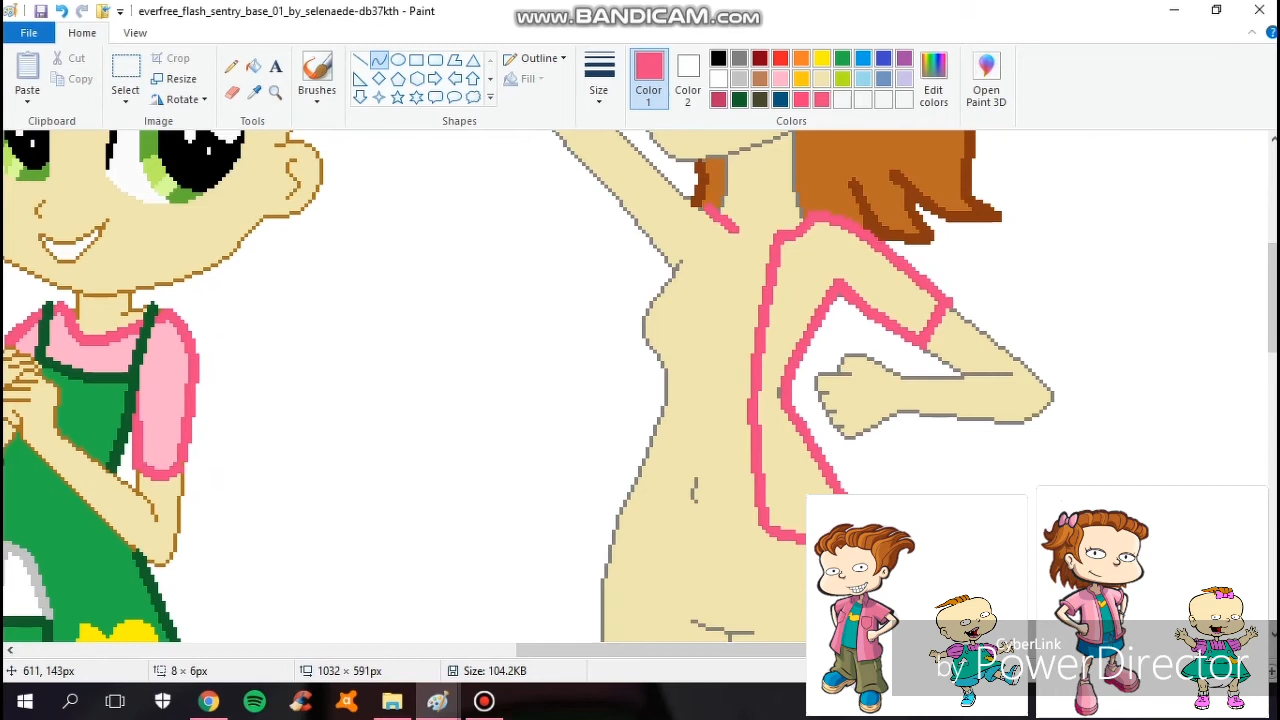 everfree_flash_sentry_base_01_by_selenaede-db37kth - Paint
www.BANDICAM.com
File
Home
View
Paste
Cut
Copy
Clipboard
Select
Crop
Resize
Rotate
Image
Tools
Brushes
Outline
Fill
Shapes
Size
Color 1
Color 2
Edit colors
Colors
Open Paint 3D
CyberLink
by PowerDirector
611, 143px
8 × 6px
1032 × 591px
Size: 104.2KB